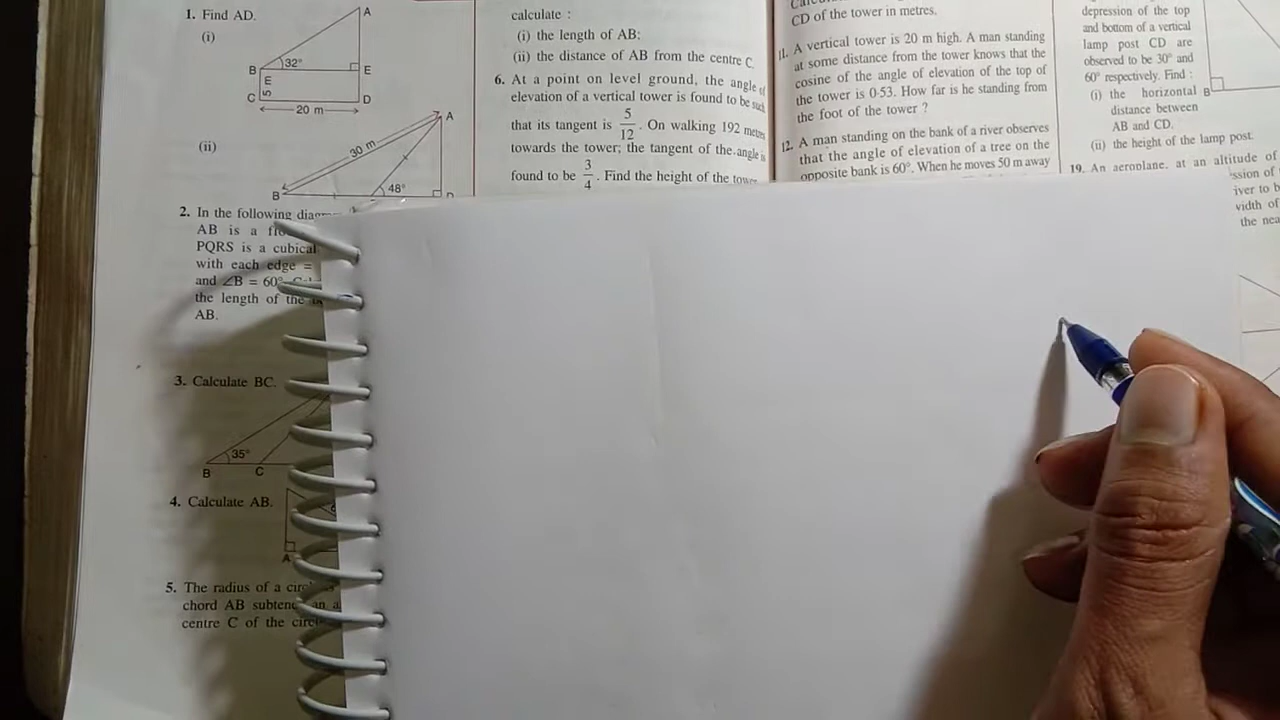 1. Find AD.
(i)
A
B
32°
E
5 m
C
D
20 m
(ii)
A
30 m
B
48°
D
2. In the following
AB is a
PQRS is a cubical
with each edge =
and ∠B = 60°.
the length of the
AB.
3. Calculate BC.
35°
B
C
4. Calculate AB.
A
5. The radius of a
chord AB
centre C of the
calculate :
(i) the length of AB;
(ii) the distance of AB from the centre C.
6. At a point on level ground, the angle of
elevation of a vertical tower is found to be such
that its tangent is 5/12. On walking 192 metres
towards the tower; the tangent of the angle is
found to be 3/4. Find the height of the tower.
CD of the tower in metres.
11. A vertical tower is 20 m high. A man standing
at some distance from the tower knows that the
cosine of the angle of elevation of the top of
the tower is 0·53. How far is he standing from
the foot of the tower ?
12. A man standing on the bank of a river observes
that the angle of elevation of a tree on the
opposite bank is 60°. When he moves 50 m away
depression of the top
and bottom of a vertical
lamp post CD are
observed to be 30° and
60° respectively. Find :
(i) the horizontal
distance between
AB and CD.
(ii) the height of the lamp post.
B
19. An aeroplane, at an altitude of
of
to
of
the